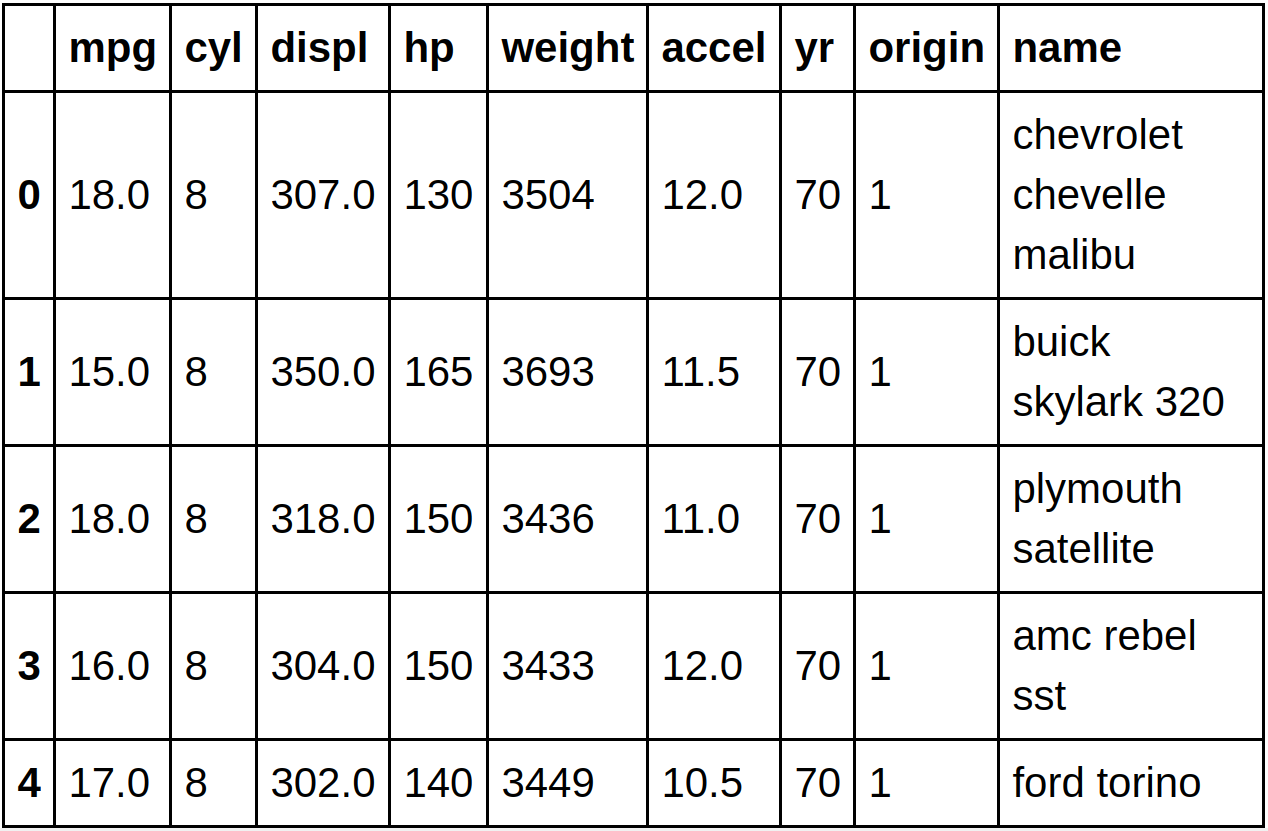 mpg cyl displ hp weight accel yr origin name
0 18.0 8 307.0 130 3504 12.0 70 1 chevrolet
chevelle
malibu
1 15.0 8 350.0 165 3693 11.5 70 1 buick
skylark 320
2 18.0 8 318.0 150 3436 11.0 70 1 plymouth
satellite
3 16.0 8 304.0 150 3433 12.0 70 1 amc rebel
sst
4 17.0 8 302.0 140 3449 10.5 70 1 ford torino